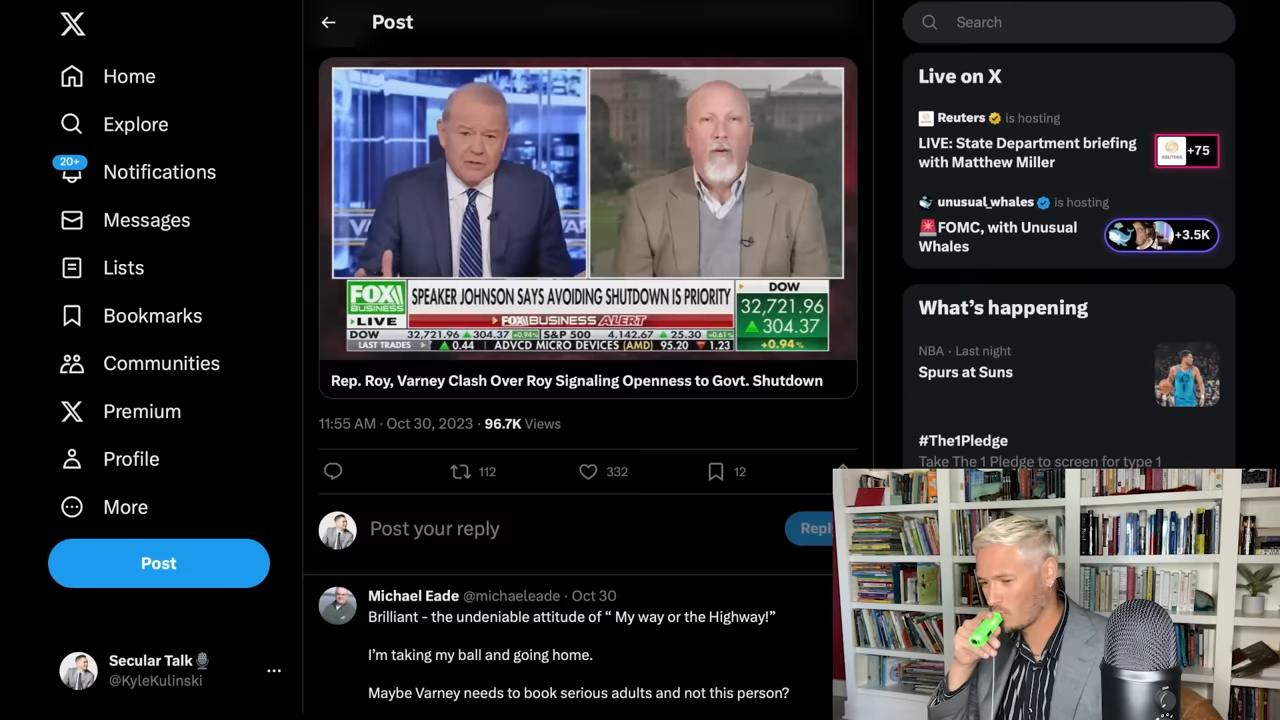 Home
Explore
20+
Notifications
Messages
Lists
Bookmarks
Communities
Premium
Profile
More
Post
Secular Talk
@KyleKulinski
Post
FOX
BUSINESS
LIVE
SPEAKER JOHNSON SAYS AVOIDING SHUTDOWN IS PRIORITY
FOX BUSINESS ALERT
DOW
32,721.96
304.37
+0.94%
DOW 32,721.96 304.37 +0.94% S&P 500 4,142.67 25.30 +0.61%
LAST TRADES 0.44 ADVCD MICRO DEVICES (AMD) 95.20 1.23
Rep. Roy, Varney Clash Over Roy Signaling Openness to Govt. Shutdown
11:55 AM · Oct 30, 2023 · 96.7K Views
112
332
12
Post your reply
Michael Eade @michaeleade · Oct 30
Brilliant - the undeniable attitude of “ My way or the Highway!”
I’m taking my ball and going home.
Maybe Varney needs to book serious adults and not this person?
Search
Live on X
Reuters is hosting
LIVE: State Department briefing
with Matthew Miller
REUTERS
+75
unusual_whales is hosting
FOMC, with Unusual
Whales
+3.5K
What’s happening
NBA · Last night
Spurs at Suns
#The1Pledge
Take The 1 Pledge to screen for type 1